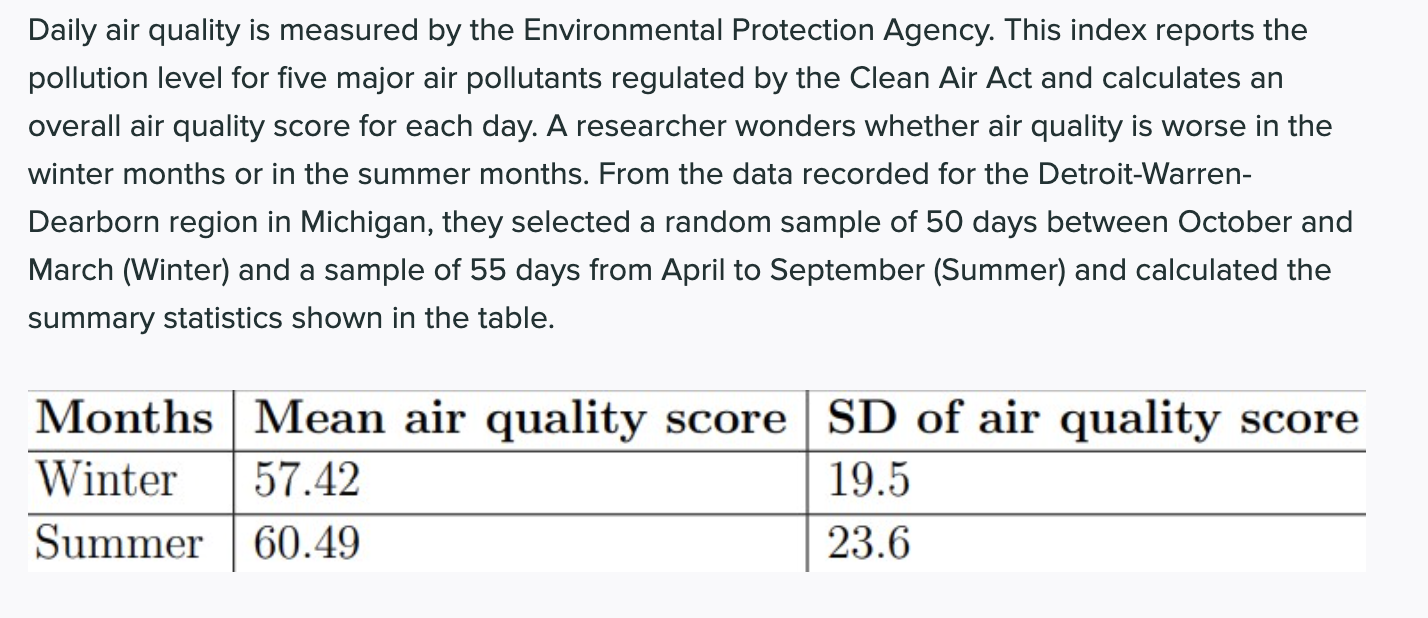 Daily air quality is measured by the Environmental Protection Agency. This index reports the
pollution level for five major air pollutants regulated by the Clean Air Act and calculates an
overall air quality score for each day. A researcher wonders whether air quality is worse in the
winter months or in the summer months. From the data recorded for the Detroit-Warren-
Dearborn region in Michigan, they selected a random sample of 50 days between October and
March (Winter) and a sample of 55 days from April to September (Summer) and calculated the
summary statistics shown in the table.
Months Mean air quality score SD of air quality score
Winter 57.42 19.5
Summer 60.49 23.6